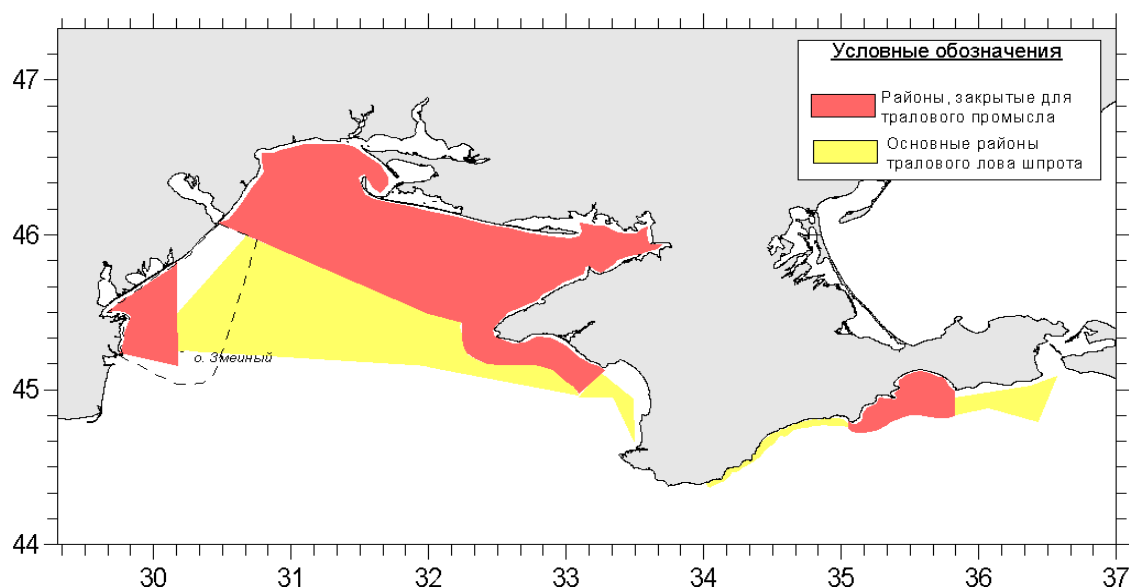 Условные обозначения
Районы, закрытые для
тралового промысла
Основные районы
тралового лова шпрота
47
46
45
44
о. Змеиный
30 31 32 33 34 35 36 37